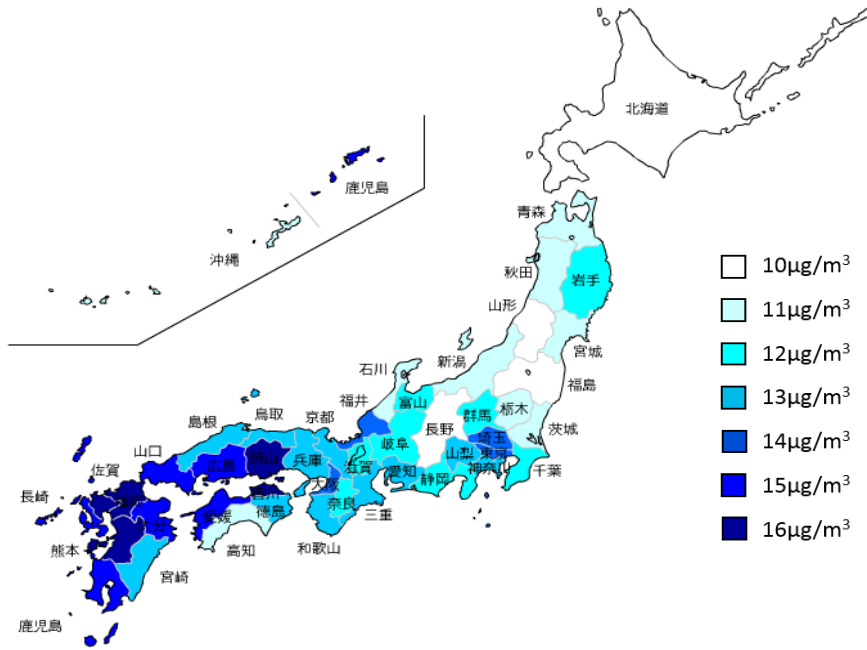 北海道
鹿児島
青森
沖縄
秋田
岩手
山形
宮城
新潟
石川
福島
富山
福井
群馬
栃木
鳥取
京都
島根
長野
茨城
埼玉
岐阜
山口
岡山
兵庫
広島
滋賀
山梨
東京
佐賀
愛知
神奈川
千葉
静岡
大阪
長崎
香川
奈良
徳島
三重
愛媛
大分
熊本
高知
和歌山
宮崎
鹿児島
10µg/m³
11µg/m³
12µg/m³
13µg/m³
14µg/m³
15µg/m³
16µg/m³